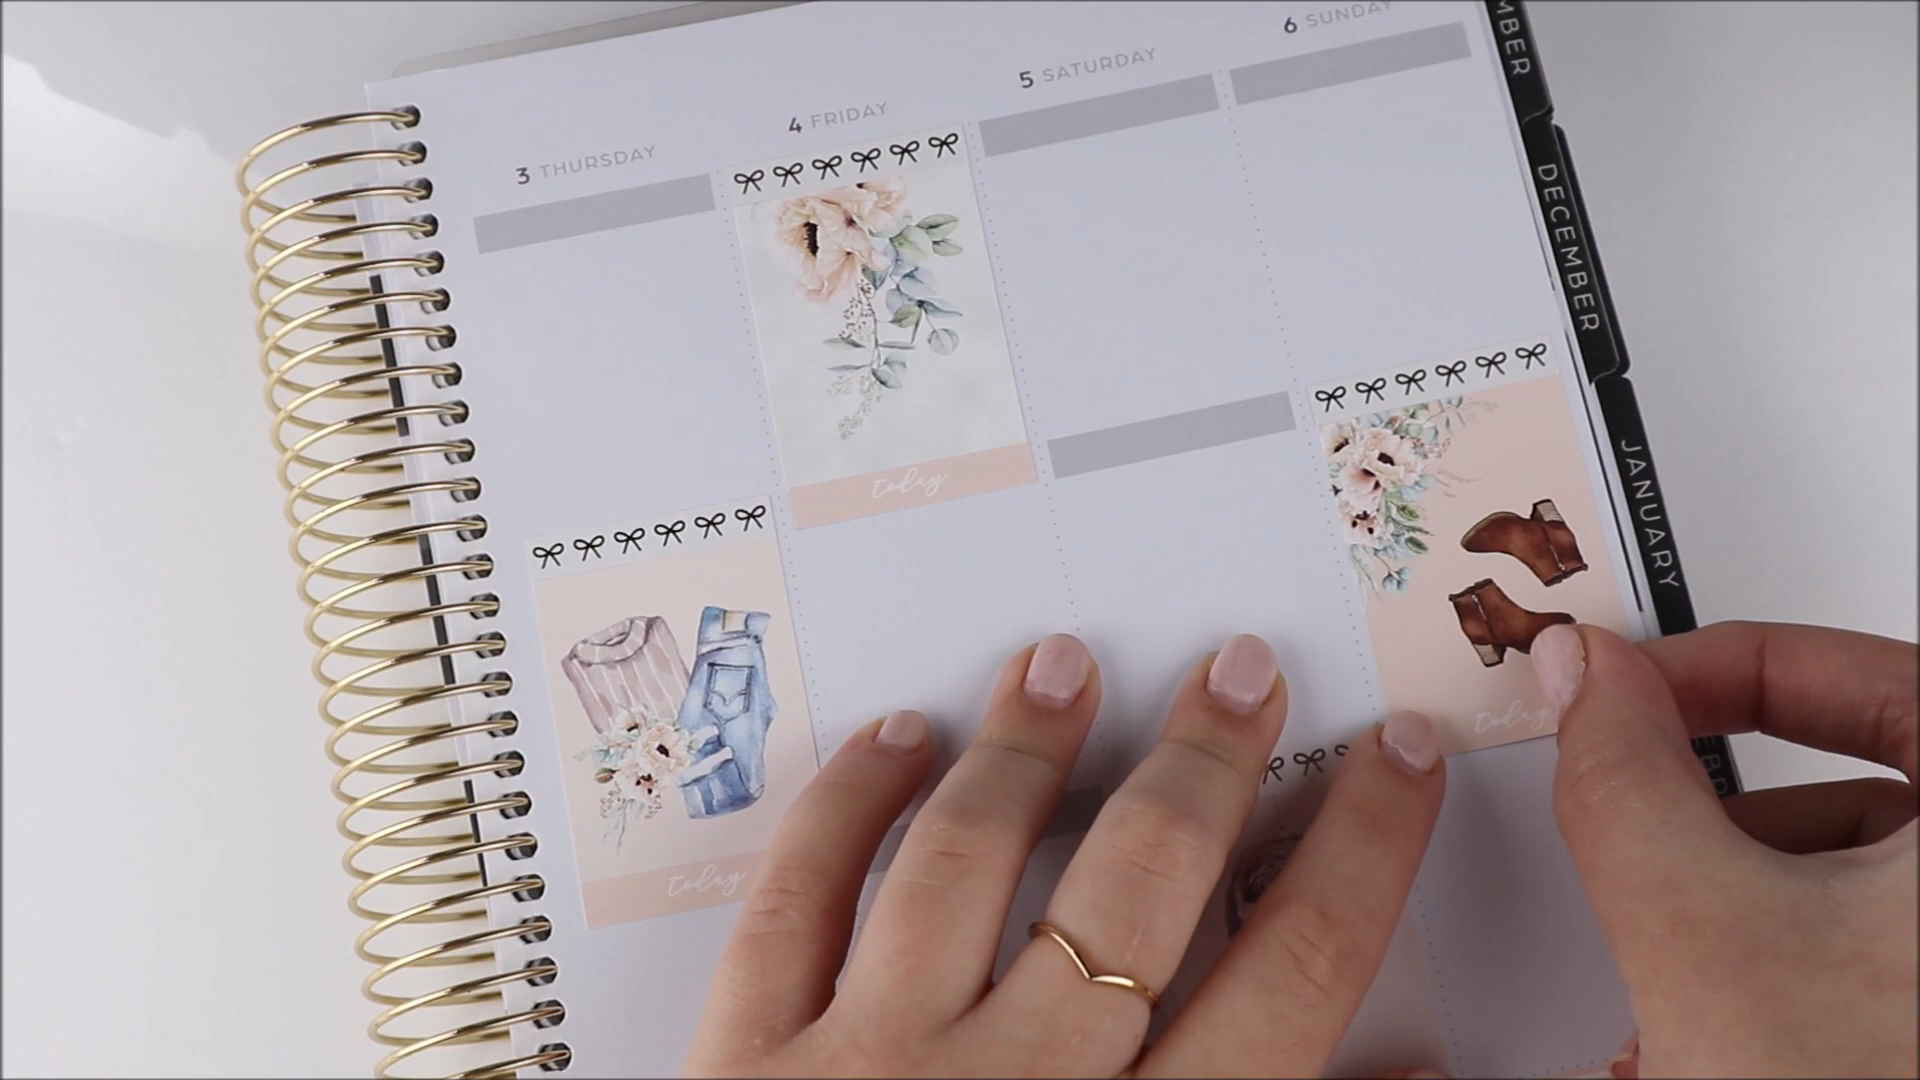 3 THURSDAY
4 FRIDAY
5 SATURDAY
6 SUNDAY
today
today
today
DECEMBER
JANUARY